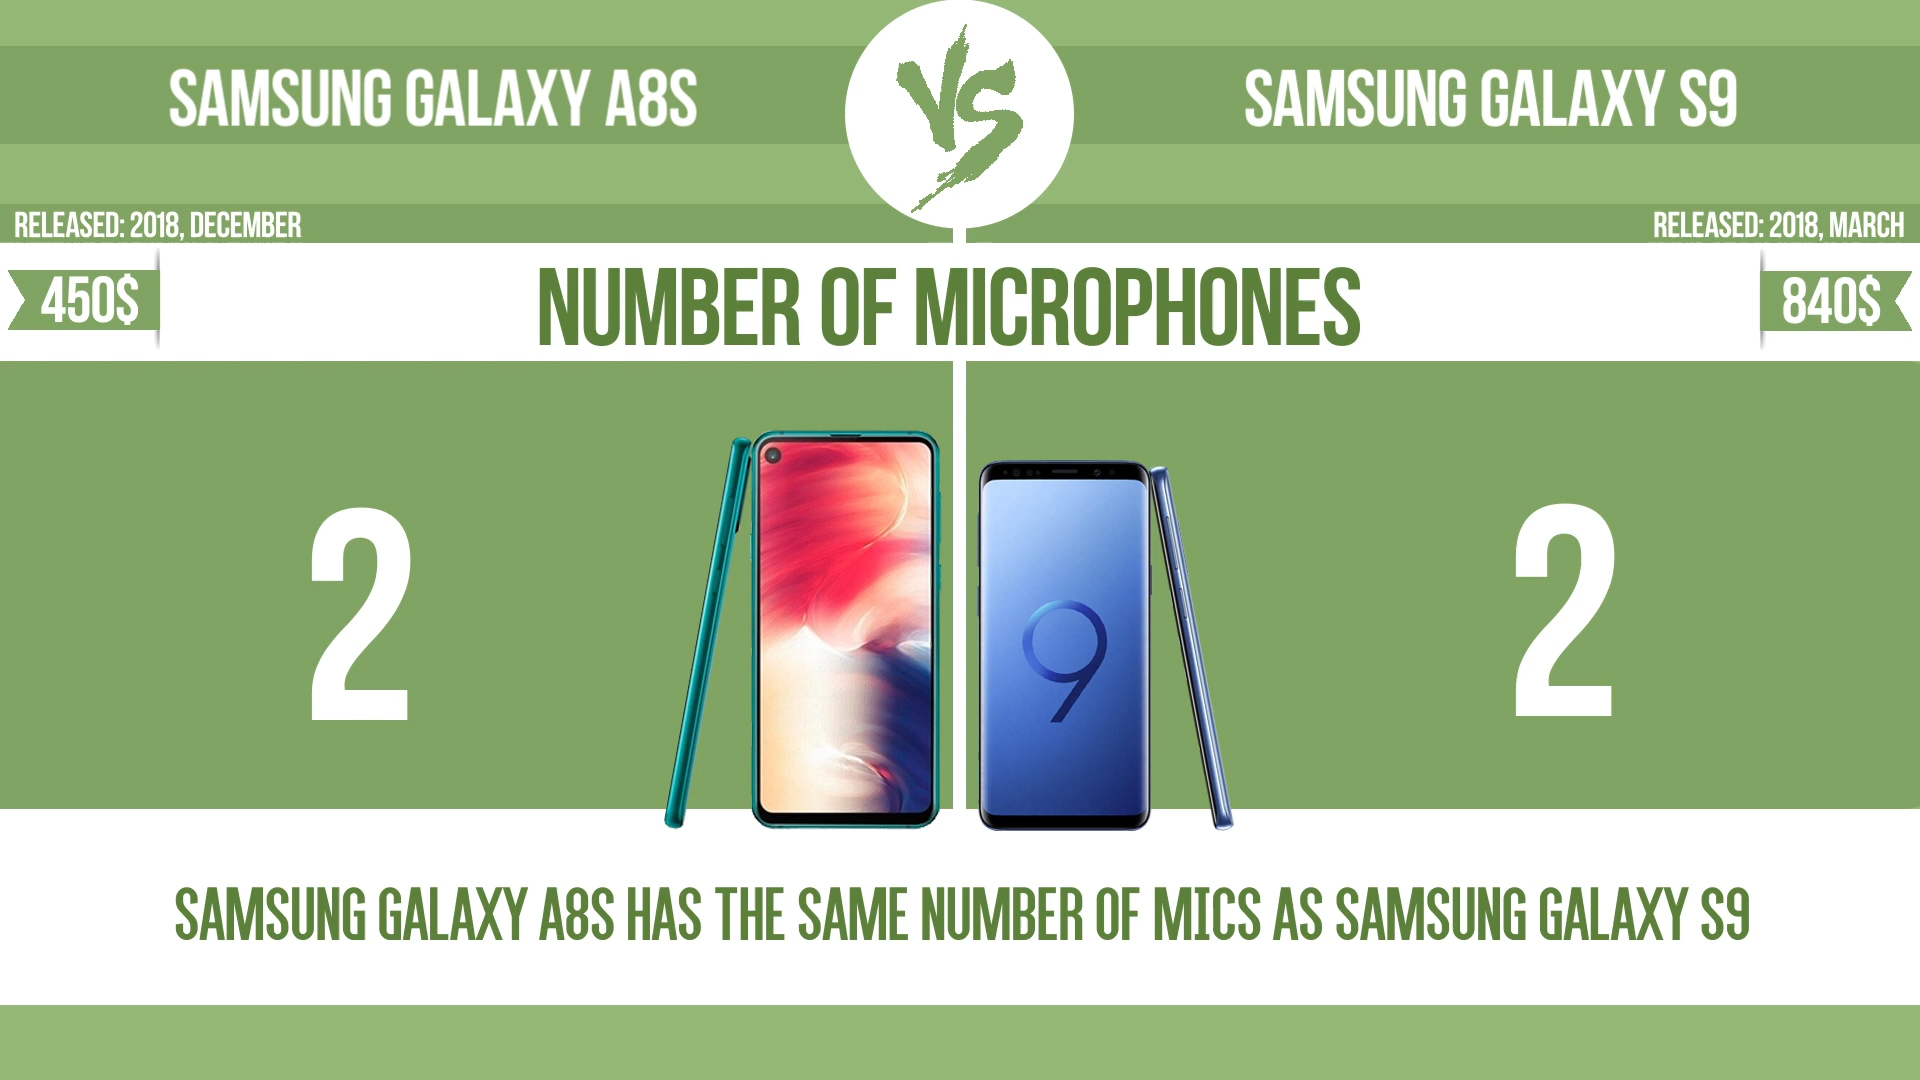 SAMSUNG GALAXY A8S
VS
SAMSUNG GALAXY S9
RELEASED: 2018, DECEMBER
RELEASED: 2018, MARCH
450$
NUMBER OF MICROPHONES
840$
2
9
2
SAMSUNG GALAXY A8S HAS THE SAME NUMBER OF MICS AS SAMSUNG GALAXY S9